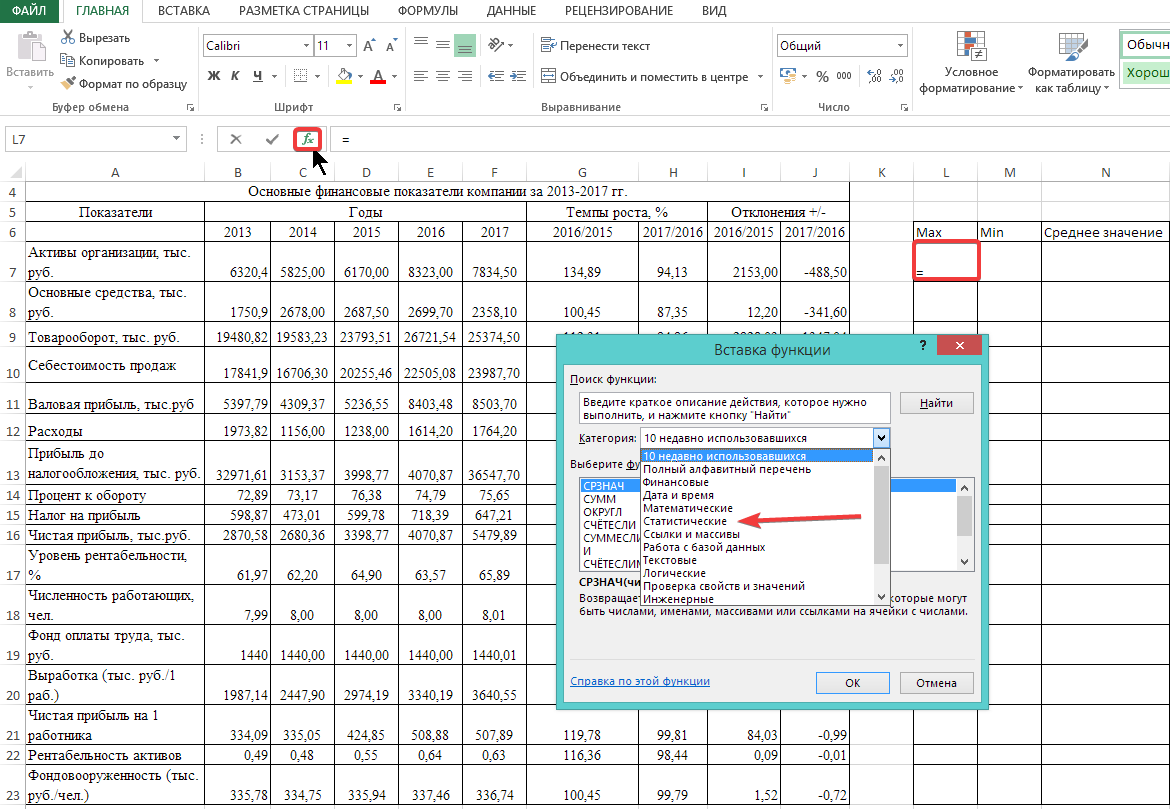 ФАЙЛ ГЛАВНАЯ ВСТАВКА РАЗМЕТКА СТРАНИЦЫ ФОРМУЛЫ ДАННЫЕ РЕЦЕНЗИРОВАНИЕ ВИД
Вставить
Вырезать
Копировать
Формат по образцу
Буфер обмена
Calibri 11
Ж К Ч
Шрифт
Перенести текст
Объединить и поместить в центре
Выравнивание
Общий
% 000
Число
Условное форматирование
Форматировать как таблицу
Обычн
Хорош
L7 fx =
A B C D E F G H I J K L M N
4 Основные финансовые показатели компании за 2013-2017 гг.
5 Показатели Годы Темпы роста, % Отклонения +/-
6 2013 2014 2015 2016 2017 2016/2015 2017/2016 2016/2015 2017/2016 Max Min Среднее значение
Активы организации, тыс.
7 руб. 6320,4 5825,00 6170,00 8323,00 7834,50 134,89 94,13 2153,00 -488,50 =
Основные средства, тыс.
8 руб. 1750,9 2678,00 2687,50 2699,70 2358,10 100,45 87,35 12,20 -341,60
9 Товарооборот, тыс. руб. 19480,82 19583,23 23793,51 26721,54 25374,50
10 Себестоимость продаж 17841,9 16706,30 20255,46 22505,08 23987,70
11 Валовая прибыль, тыс.руб 5397,79 4309,37 5236,55 8403,48 8503,70
12 Расходы 1973,82 1156,00 1238,00 1614,20 1764,20
Прибыль до
13 налогообложения, тыс. руб. 32971,61 3153,37 3998,77 4070,87 36547,70
14 Процент к обороту 72,89 73,17 76,38 74,79 75,65
15 Налог на прибыль 598,87 473,01 599,78 718,39 647,21
16 Чистая прибыль, тыс.руб. 2870,58 2680,36 3398,77 4070,87 5479,89
Уровень рентабельности,
17 % 61,97 62,20 64,90 63,57 65,89
Численность работающих,
18 чел. 7,99 8,00 8,00 8,00 8,01
Фонд оплаты труда, тыс.
19 руб. 1440 1440,00 1440,00 1440,00 1440,01
Выработка (тыс. руб./1
20 раб.) 1987,14 2447,90 2974,19 3340,19 3640,55
Чистая прибыль на 1
21 работника 334,09 335,05 424,85 508,88 507,89 119,78 99,81 84,03 -0,99
22 Рентабельность активов 0,49 0,48 0,55 0,64 0,63 116,36 98,44 0,09 -0,01
Фондовооруженность (тыс.
23 руб./чел.) 335,78 334,75 335,94 337,46 336,74 100,45 99,79 1,52 -0,72
Вставка функции ?
Поиск функции:
Введите краткое описание действия, которое нужно
выполнить, и нажмите кнопку "Найти"
Найти
Категория: 10 недавно использовавшихся
10 недавно использовавшихся
Полный алфавитный перечень
Финансовые
Дата и время
Математические
Статистические
Ссылки и массивы
Работа с базой данных
Текстовые
Логические
Проверка свойств и значений
Инженерные
Выберите фу
СРЗНАЧ
СУММ
ОКРУГЛ
СЧЁТЕСЛИ
СУММЕСЛИ
И
СЧЁТЕСЛИМ
СРЗНАЧ(чи
Возвращает которые могут
быть числами, именами, массивами или ссылками на ячейки с числами.
Справка по этой функции
ОК Отмена